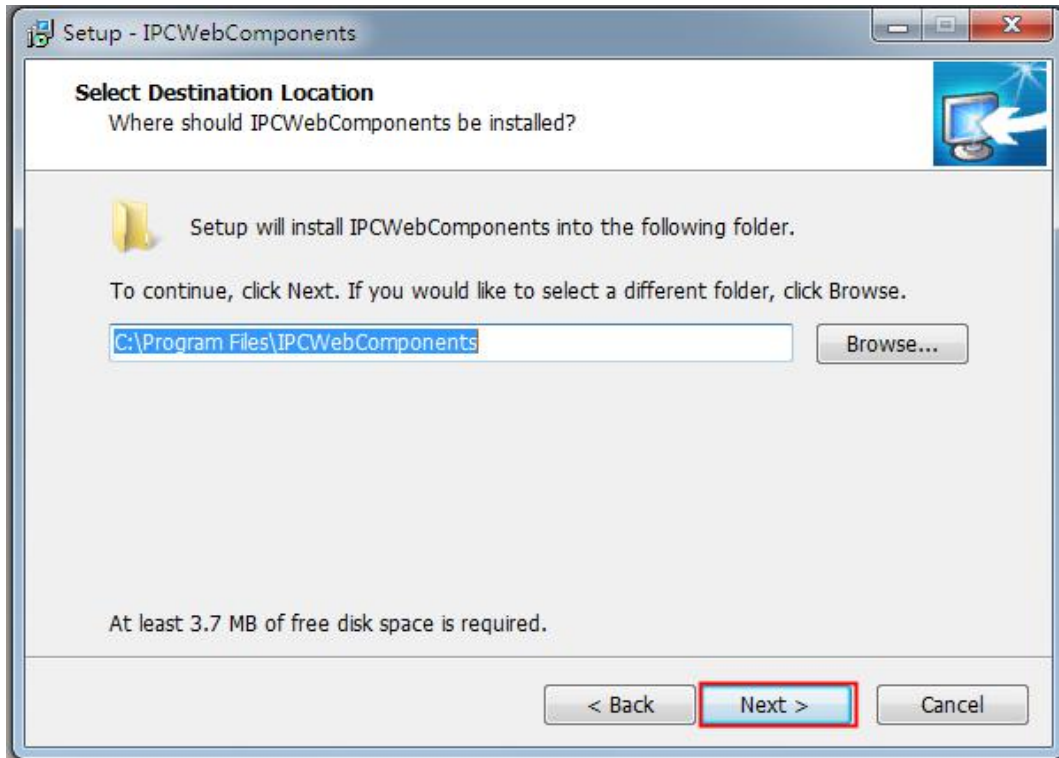 Setup - IPCWebComponents
Select Destination Location
Where should IPCWebComponents be installed?
Setup will install IPCWebComponents into the following folder.
To continue, click Next. If you would like to select a different folder, click Browse.
C:\Program Files\IPCWebComponents
Browse...
At least 3.7 MB of free disk space is required.
< Back
Next >
Cancel